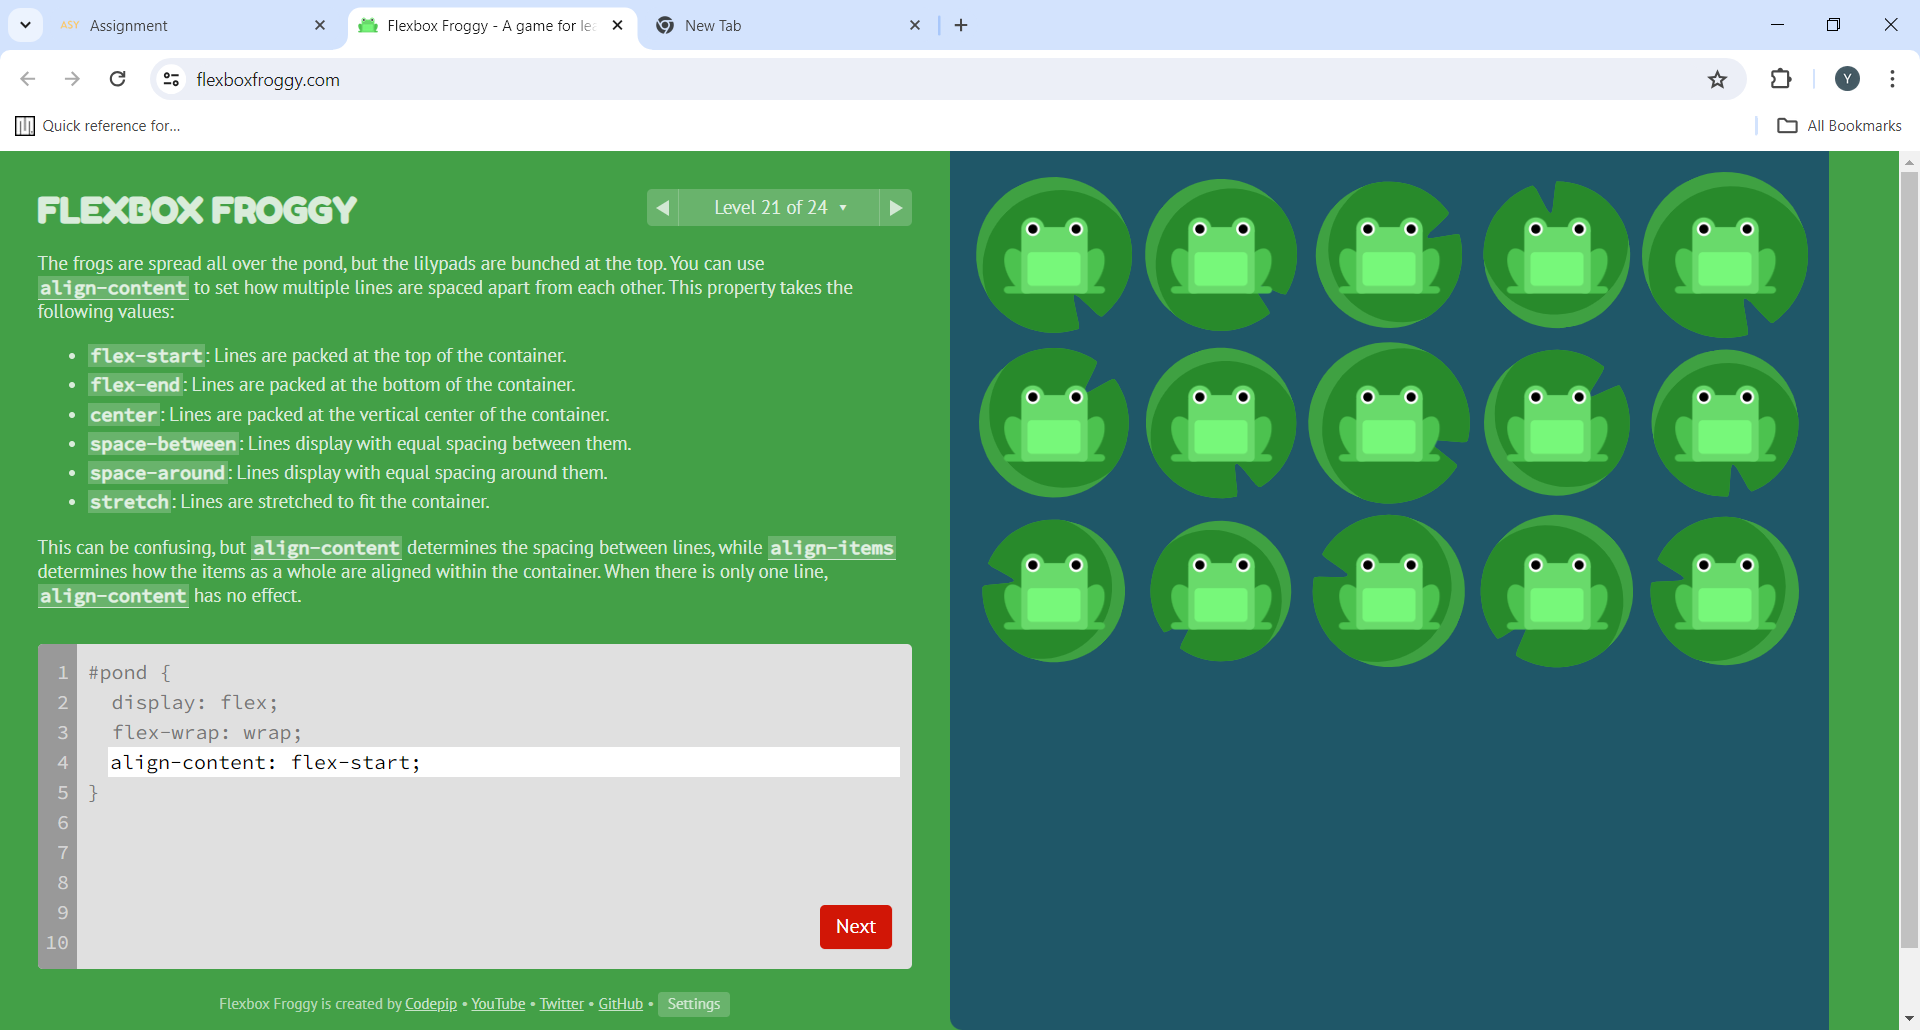 ASY Assignment
Flexbox Froggy - A game for lea
New Tab
flexboxfroggy.com
Y
Quick reference for...
All Bookmarks
FLEXBOX FROGGY
Level 21 of 24
The frogs are spread all over the pond, but the lilypads are bunched at the top. You can use
align-content to set how multiple lines are spaced apart from each other. This property takes the
following values:
• flex-start: Lines are packed at the top of the container.
• flex-end: Lines are packed at the bottom of the container.
• center: Lines are packed at the vertical center of the container.
• space-between: Lines display with equal spacing between them.
• space-around: Lines display with equal spacing around them.
• stretch: Lines are stretched to fit the container.
This can be confusing, but align-content determines the spacing between lines, while align-items
determines how the items as a whole are aligned within the container. When there is only one line,
align-content has no effect.
1 #pond {
2 display: flex;
3 flex-wrap: wrap;
4 align-content: flex-start;
5 }
6
7
8
9
10
Next
Flexbox Froggy is created by Codepip • YouTube • Twitter • GitHub • Settings